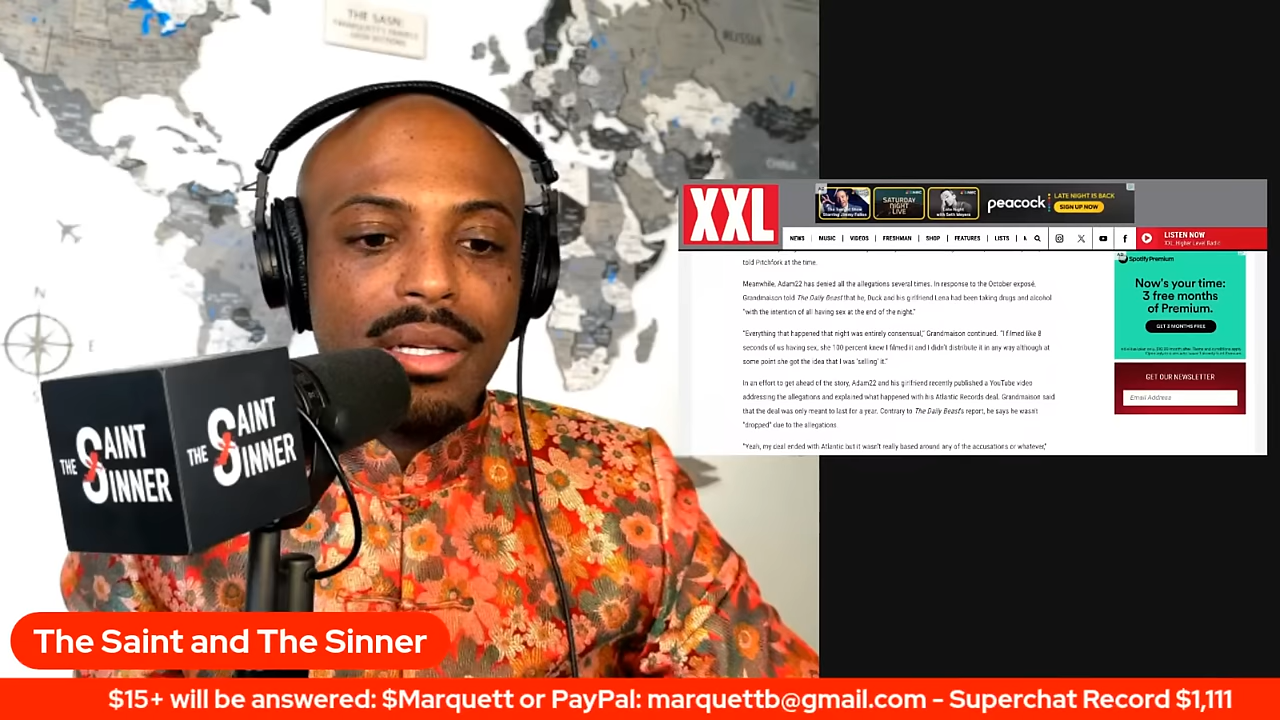 THE SASN:
RUSSIA
CHINA
N
E
THE SAINT SINNER
THE SAINT SINNER
XXL
SATURDAY NIGHT LIVE
peacock
LATE NIGHT IS BACK
SIGN UP NOW
NEWS | MUSIC | VIDEOS | FRESHMAN | SHOP | FEATURES | LISTS
LISTEN NOW
XXL Higher Level Radio
told Pitchfork at the time.
Meanwhile, Adam22 has denied all the allegations several times. In response to the October exposé,
Grandmaison told The Daily Beast that he, Duck and his girlfriend Lena had been taking drugs and alcohol
"with the intention of all having sex at the end of the night."
"Everything that happened that night was entirely consensual," Grandmaison continued. "I filmed like 8
seconds of us having sex, she 100 percent knew I filmed it and I didn't distribute it in any way although at
some point she got the idea that I was 'selling' it."
In an effort to get ahead of the story, Adam22 and his girlfriend recently published a YouTube video
addressing the allegations and explained what happened with his Atlantic Records deal. Grandmaison said
that the deal was only meant to last for a year. Contrary to The Daily Beast's report, he says he wasn't
"dropped" due to the allegations
"Yeah, my deal ended with Atlantic but it wasn't really based around any of the accusations or whatever,"
Spotify Premium
Now's your time:
3 free months
of Premium.
GET 3 MONTHS FREE
GET OUR NEWSLETTER
Email Address
The Saint and The Sinner
$15+ will be answered: $Marquett or PayPal: marquettb@gmail.com - Superchat Record $1,111